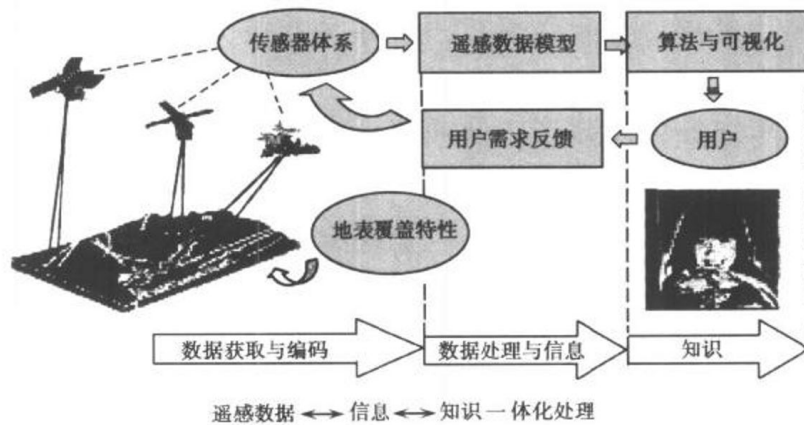 传感器体系
遥感数据模型
算法与可视化
用户需求反馈
用户
地表覆盖特性
数据获取与编码
数据处理与信息
知识
遥感数据⟷信息⟷知识一体化处理